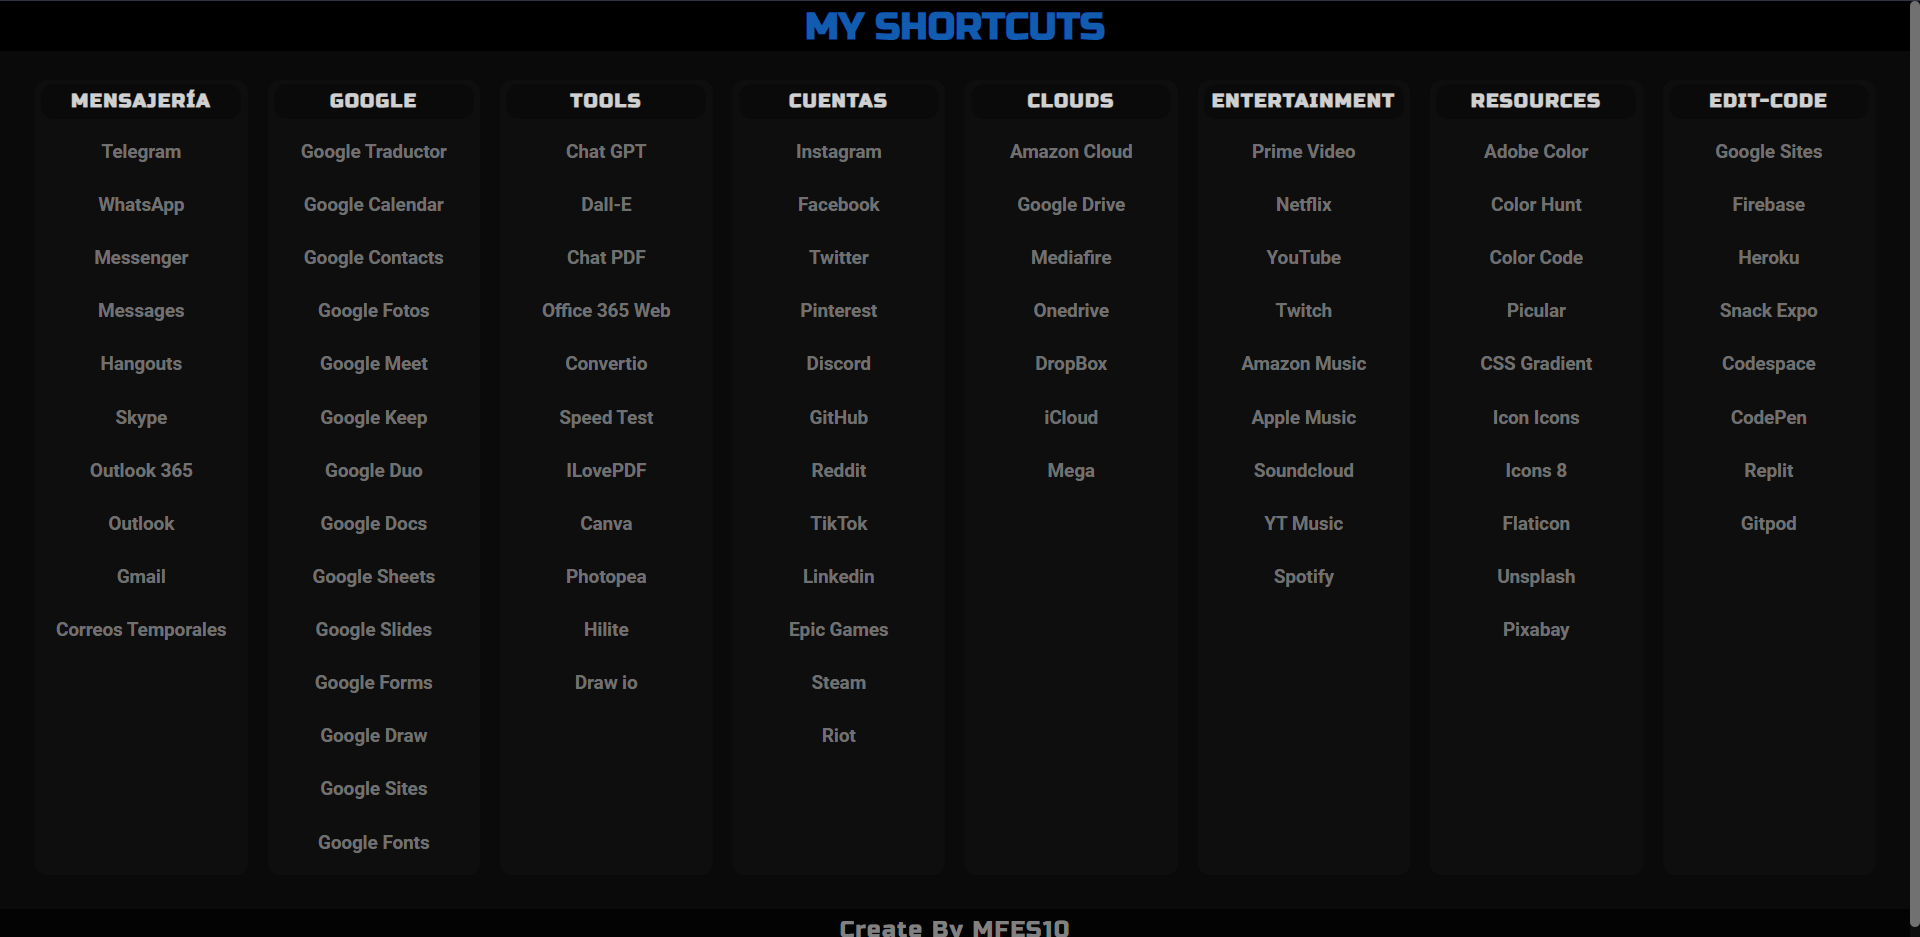 MY SHORTCUTS
MENSAJERÍA
Telegram
WhatsApp
Messenger
Messages
Hangouts
Skype
Outlook 365
Outlook
Gmail
Correos Temporales
GOOGLE
Google Traductor
Google Calendar
Google Contacts
Google Fotos
Google Meet
Google Keep
Google Duo
Google Docs
Google Sheets
Google Slides
Google Forms
Google Draw
Google Sites
Google Fonts
TOOLS
Chat GPT
Dall-E
Chat PDF
Office 365 Web
Convertio
Speed Test
ILovePDF
Canva
Photopea
Hilite
Draw io
CUENTAS
Instagram
Facebook
Twitter
Pinterest
Discord
GitHub
Reddit
TikTok
Linkedin
Epic Games
Steam
Riot
CLOUDS
Amazon Cloud
Google Drive
Mediafire
Onedrive
DropBox
iCloud
Mega
ENTERTAINMENT
Prime Video
Netflix
YouTube
Twitch
Amazon Music
Apple Music
Soundcloud
YT Music
Spotify
RESOURCES
Adobe Color
Color Hunt
Color Code
Picular
CSS Gradient
Icon Icons
Icons 8
Flaticon
Unsplash
Pixabay
EDIT-CODE
Google Sites
Firebase
Heroku
Snack Expo
Codespace
CodePen
Replit
Gitpod
Create By MFES10